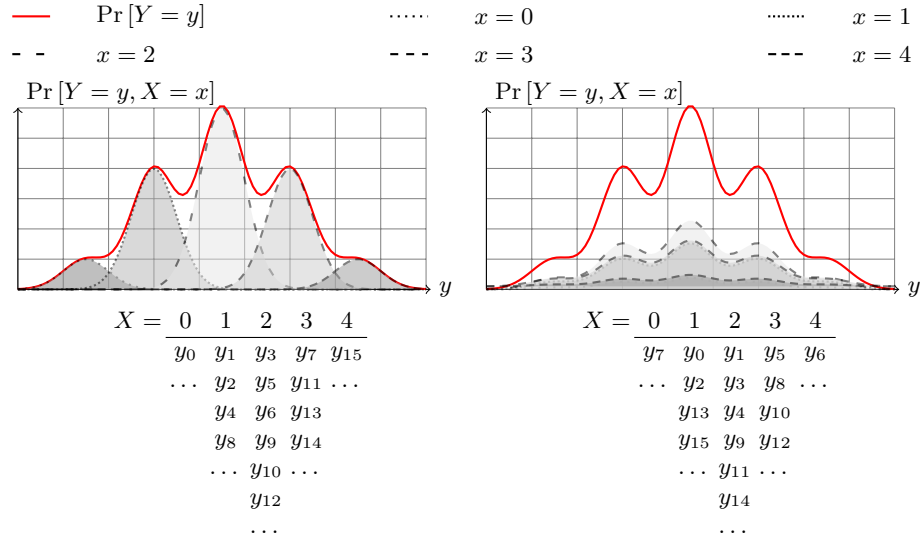 Pr [Y = y] x = 0 x = 1
x = 2 x = 3 x = 4
Pr [Y = y, X = x]
y
X = 0 1 2 3 4
y₀ y₁ y₃ y₇ y₁₅
… y₂ y₅ y₁₁ …
y₄ y₆ y₁₃
y₈ y₉ y₁₄
… y₁₀ …
y₁₂
…
Pr [Y = y, X = x]
y
X = 0 1 2 3 4
y₇ y₀ y₁ y₅ y₆
… y₂ y₃ y₈ …
y₁₃ y₄ y₁₀
y₁₅ y₉ y₁₂
… y₁₁ …
y₁₄
…